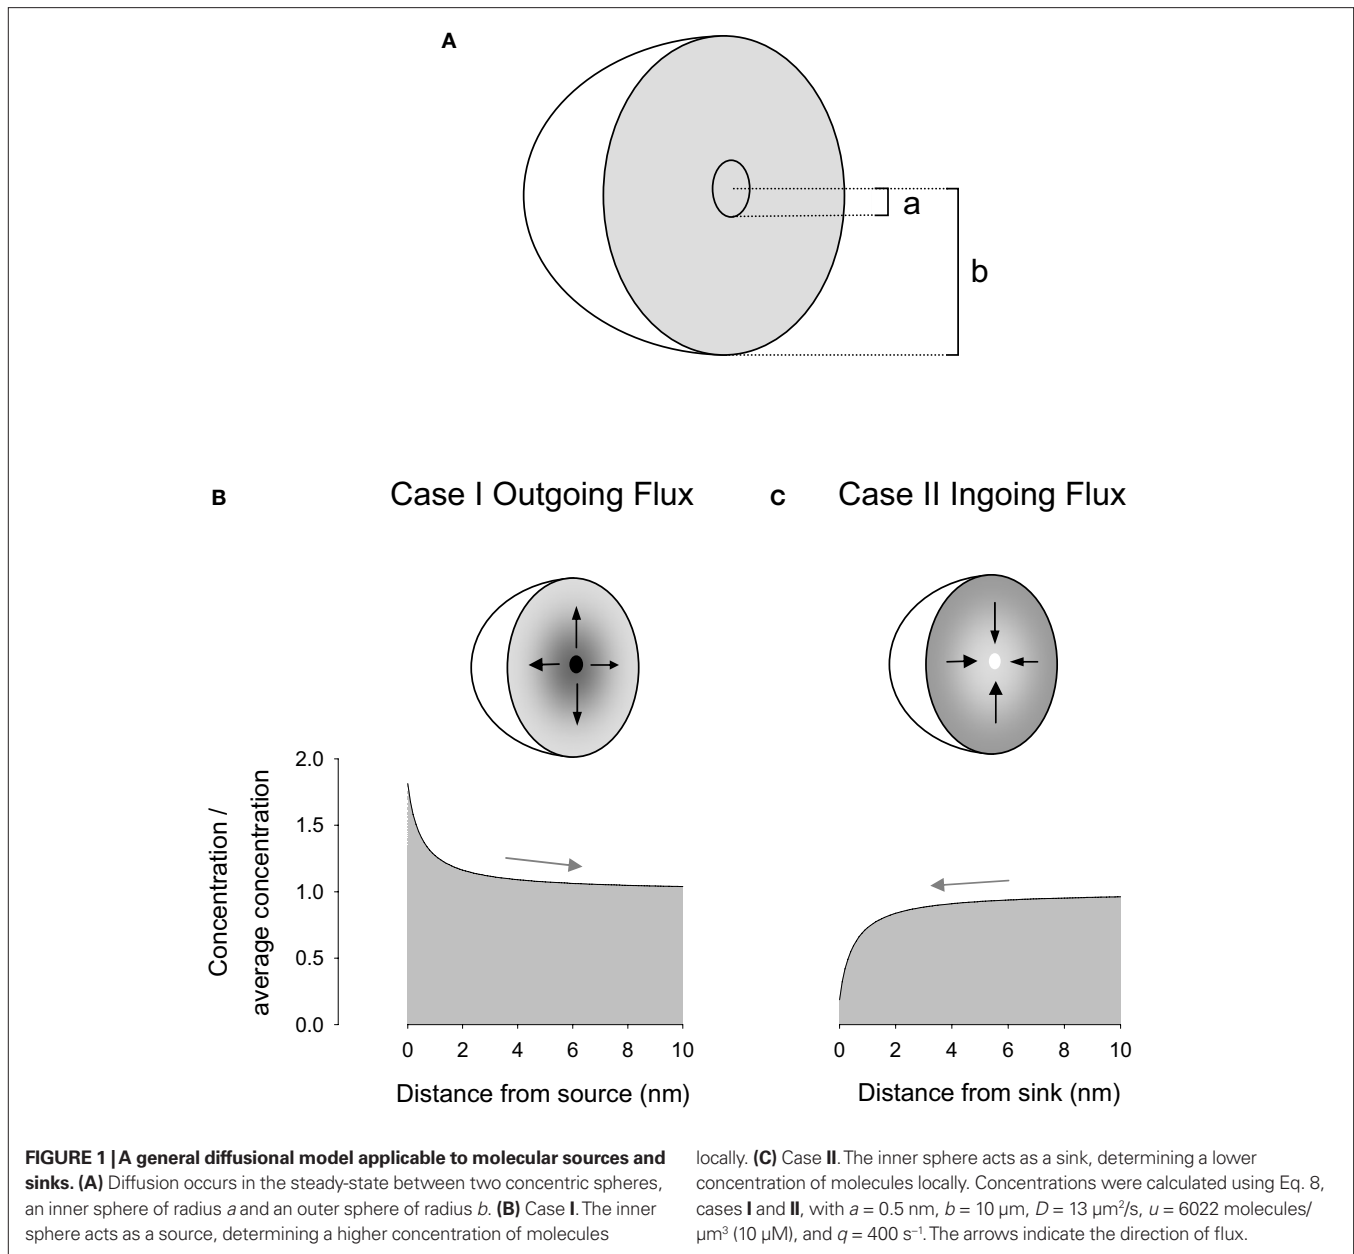 A
a
b
B
Case I Outgoing Flux
C
Case II Ingoing Flux
Concentration /
average concentration
2.0
1.5
1.0
0.5
0.0
0 2 4 6 8 10
Distance from source (nm)
0 2 4 6 8 10
Distance from sink (nm)
FIGURE 1 | A general diffusional model applicable to molecular sources and
sinks. (A) Diffusion occurs in the steady-state between two concentric spheres,
an inner sphere of radius a and an outer sphere of radius b. (B) Case I. The inner
sphere acts as a source, determining a higher concentration of molecules
locally. (C) Case II. The inner sphere acts as a sink, determining a lower
concentration of molecules locally. Concentrations were calculated using Eq. 8,
cases I and II, with a = 0.5 nm, b = 10 µm, D = 13 µm²/s, u = 6022 molecules/
µm³ (10 µM), and q = 400 s⁻¹. The arrows indicate the direction of flux.